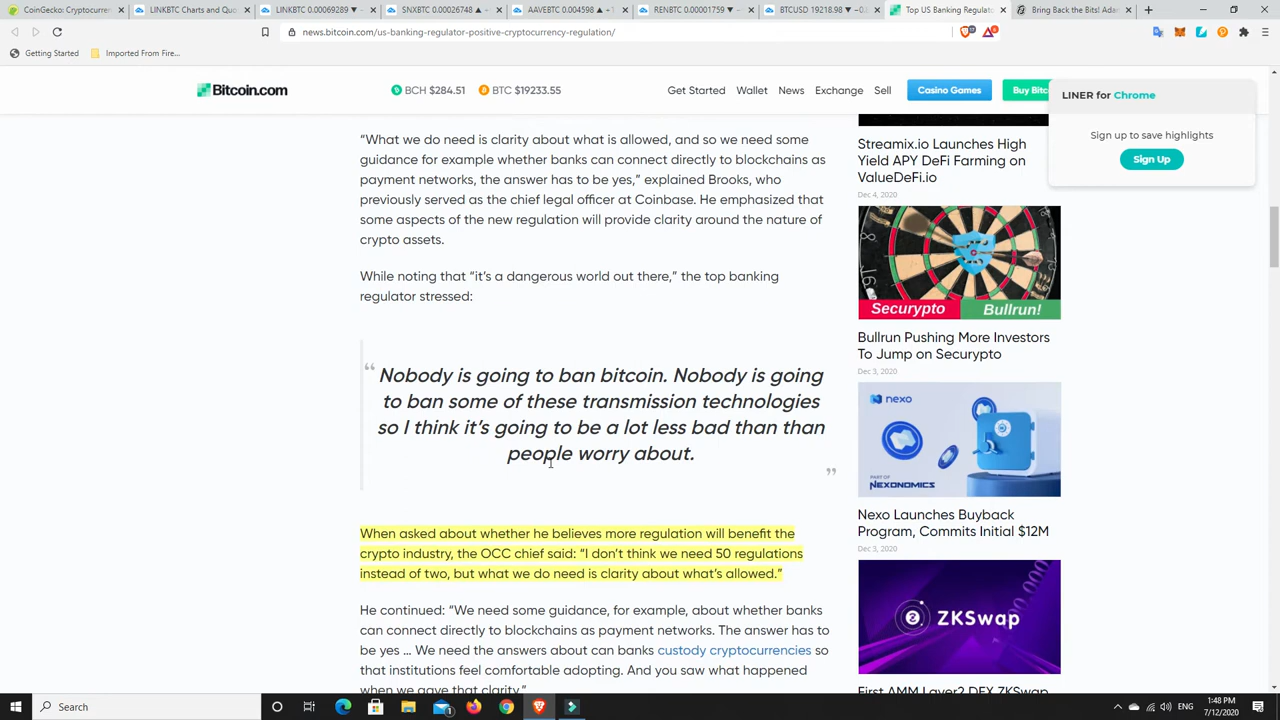 CoinGecko: Cryptocurren
LINKBTC Charts and Quo
LINKBTC 0.00069289 ▼ −
SNXBTC 0.00026748 ▲ −
AAVEBTC 0.004598 ▲ +1
RENBTC 0.00001759 ▼ −
BTCUSD 19218.98 ▼ −0.
Top US Banking Regulato
Bring Back the Bits! Adam
news.bitcoin.com/us-banking-regulator-positive-cryptocurrency-regulation/
Getting Started
Imported From Fire...
Bitcoin.com
BCH $284.51
BTC $19233.55
Get Started
Wallet
News
Exchange
Sell
Casino Games
Buy Bitc
LINER for Chrome
Sign up to save highlights
Sign Up
“What we do need is clarity about what is allowed, and so we need some
guidance for example whether banks can connect directly to blockchains as
payment networks, the answer has to be yes,” explained Brooks, who
previously served as the chief legal officer at Coinbase. He emphasized that
some aspects of the new regulation will provide clarity around the nature of
crypto assets.
While noting that “it’s a dangerous world out there,” the top banking
regulator stressed:
“
Nobody is going to ban bitcoin. Nobody is going
to ban some of these transmission technologies
so I think it’s going to be a lot less bad than than
people worry about.
”
When asked about whether he believes more regulation will benefit the
crypto industry, the OCC chief said: “I don’t think we need 50 regulations
instead of two, but what we do need is clarity about what’s allowed.”
He continued: “We need some guidance, for example, about whether banks
can connect directly to blockchains as payment networks. The answer has to
be yes … We need the answers about can banks custody cryptocurrencies so
that institutions feel comfortable adopting. And you saw what happened
when we gave that clarity.”
Streamix.io Launches High
Yield APY DeFi Farming on
ValueDeFi.io
Dec 4, 2020
Securypto
Bullrun!
Bullrun Pushing More Investors
To Jump on Securypto
Dec 3, 2020
nexo
PART OF
NEXONOMICS
Nexo Launches Buyback
Program, Commits Initial $12M
Dec 3, 2020
ZKSwap
First AMM Layer2 DEX ZKSwap
Search
ENG
1:48 PM
7/12/2020